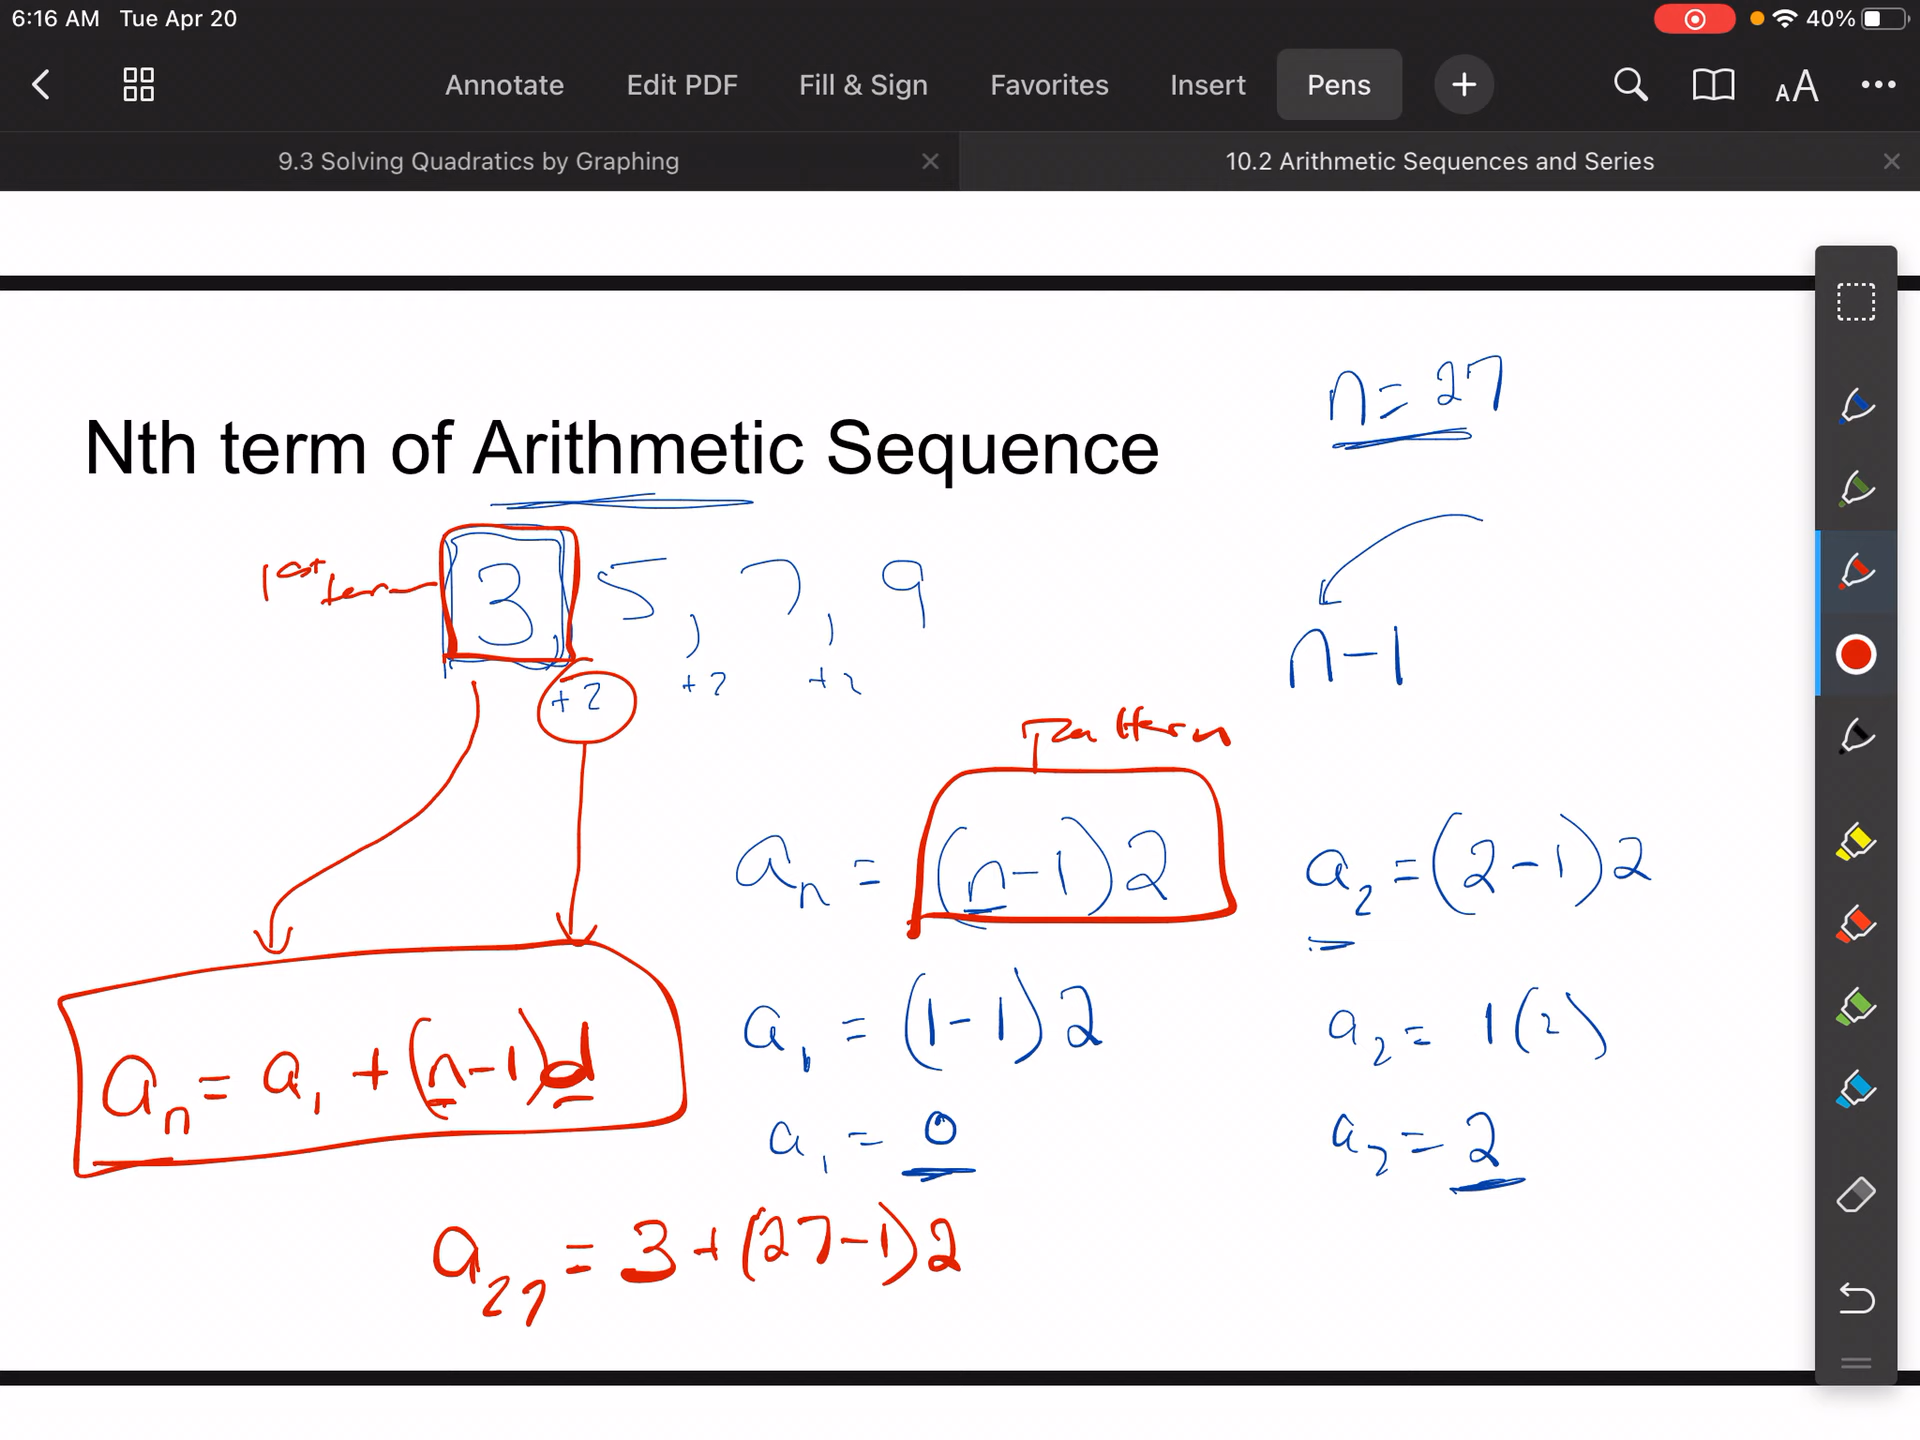 6:16 AM Tue Apr 20 40%
Annotate Edit PDF Fill & Sign Favorites Insert Pens + AA
9.3 Solving Quadratics by Graphing × 10.2 Arithmetic Sequences and Series ×
n = 27
Nth term of Arithmetic Sequence
1st term 3, 5, 7, 9
+2 +2 +2
n-1
Pattern
aₙ = (n-1)2
a₂ = (2-1)2
aₙ = a₁ + (n-1)d
a₁ = (1-1)2
a₂ = 1(2)
a₁ = 0
a₂ = 2
a₂₇ = 3 + (27-1)2